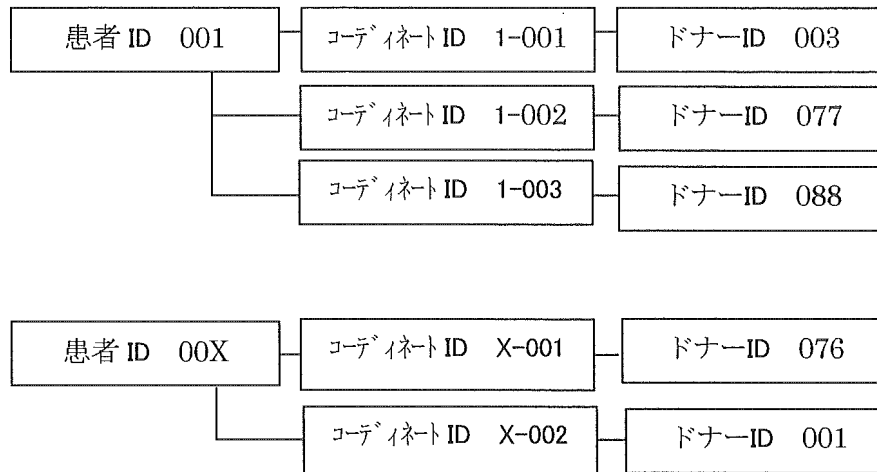 患者 ID 001 コーディネート ID 1-001 ドナーID 003
コーディネート ID 1-002 ドナーID 077
コーディネート ID 1-003 ドナーID 088
患者 ID 00X コーディネート ID X-001 ドナーID 076
コーディネート ID X-002 ドナーID 001